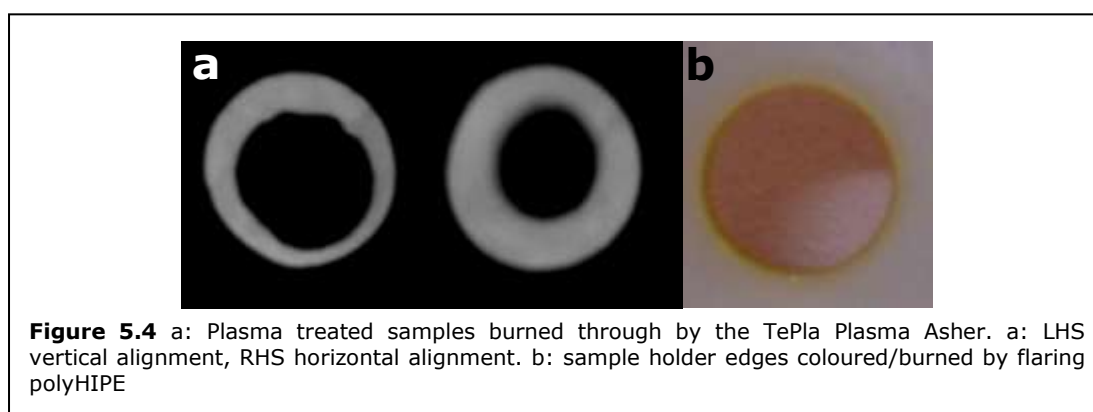 a
b
Figure 5.4 a: Plasma treated samples burned through by the TePla Plasma Asher. a: LHS
vertical alignment, RHS horizontal alignment. b: sample holder edges coloured/burned by flaring
polyHIPE